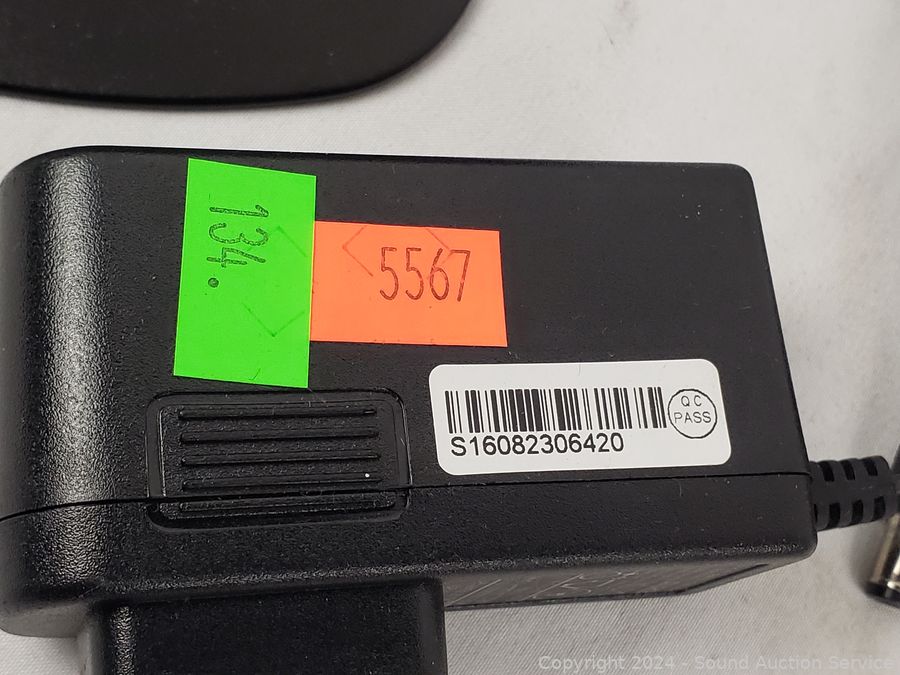 134.
5567
QC
PASS
S16082306420
Copyright 2024 - Sound Auction Service